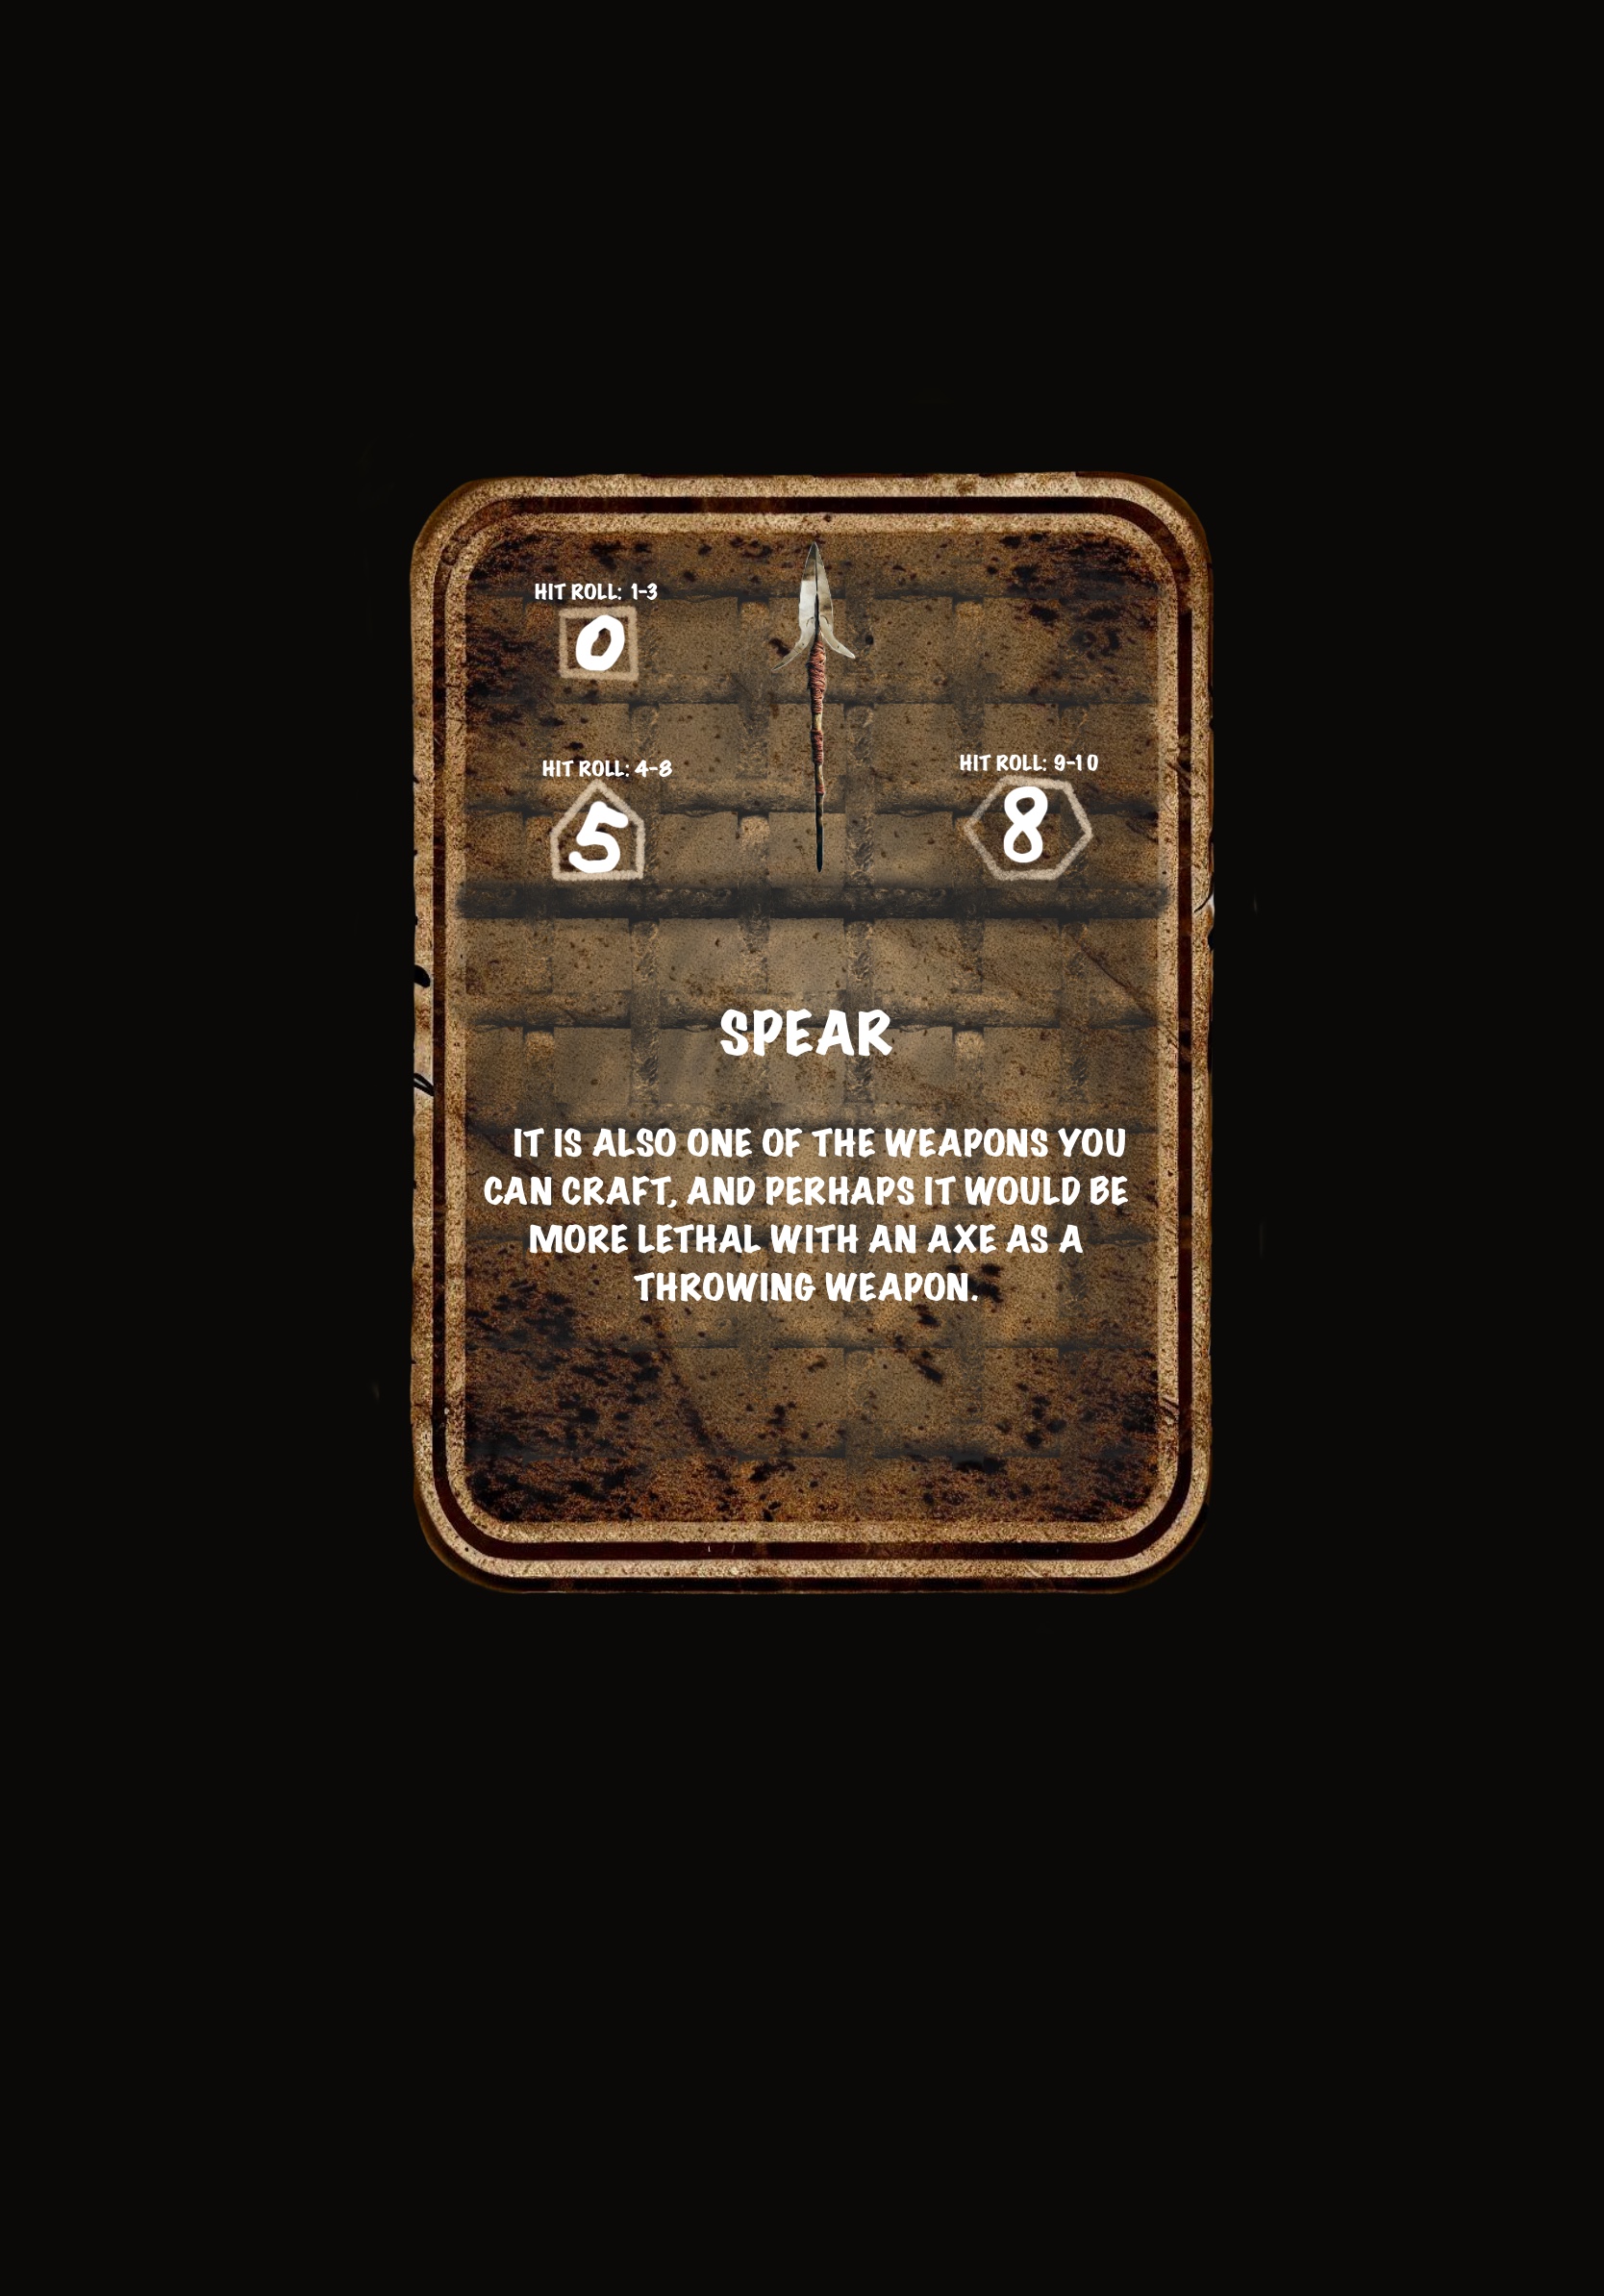 HIT ROLL: 1-3
0
HIT ROLL: 4-8
5
HIT ROLL: 9-10
8
SPEAR
IT IS ALSO ONE OF THE WEAPONS YOU
CAN CRAFT, AND PERHAPS IT WOULD BE
MORE LETHAL WITH AN AXE AS A
THROWING WEAPON.